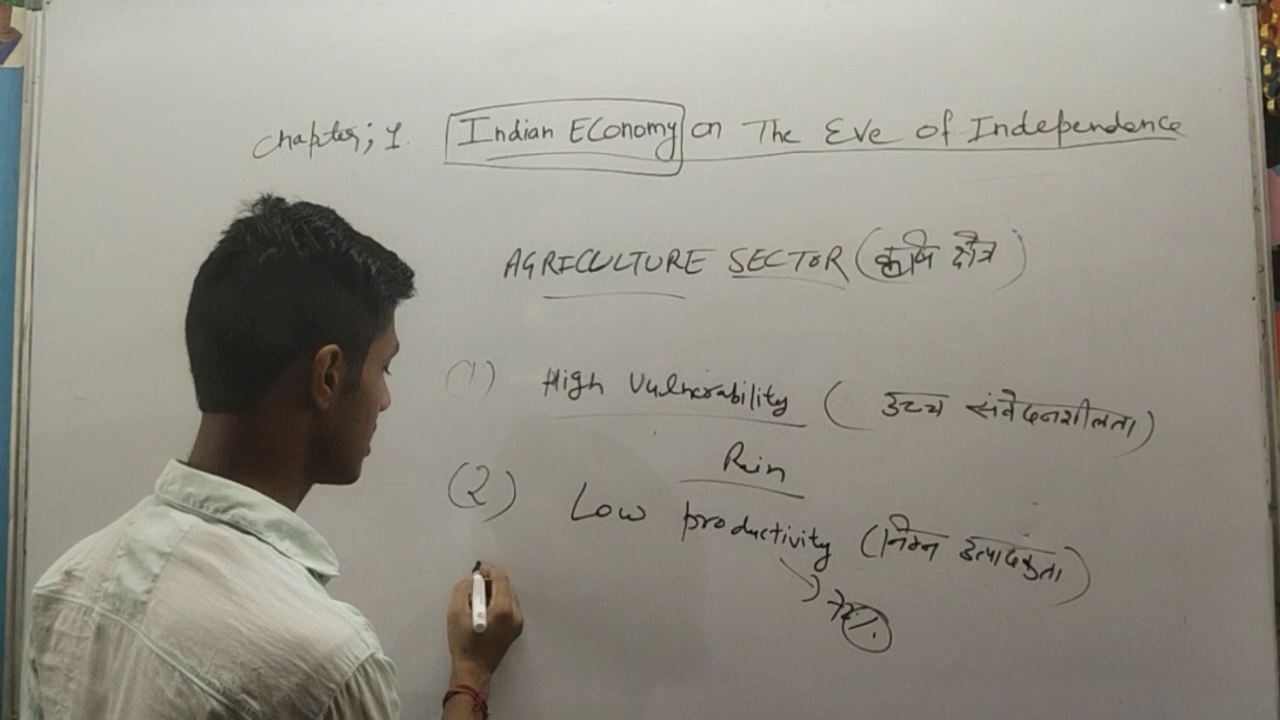 Chapter; 1. Indian Economy on The Eve of Independence
AGRICULTURE SECTOR (कृषि क्षेत्र)
(1) High Vulnerability (उच्च संवेदनशीलता)
Rain
(2) Low productivity (निम्न उत्पादकता)